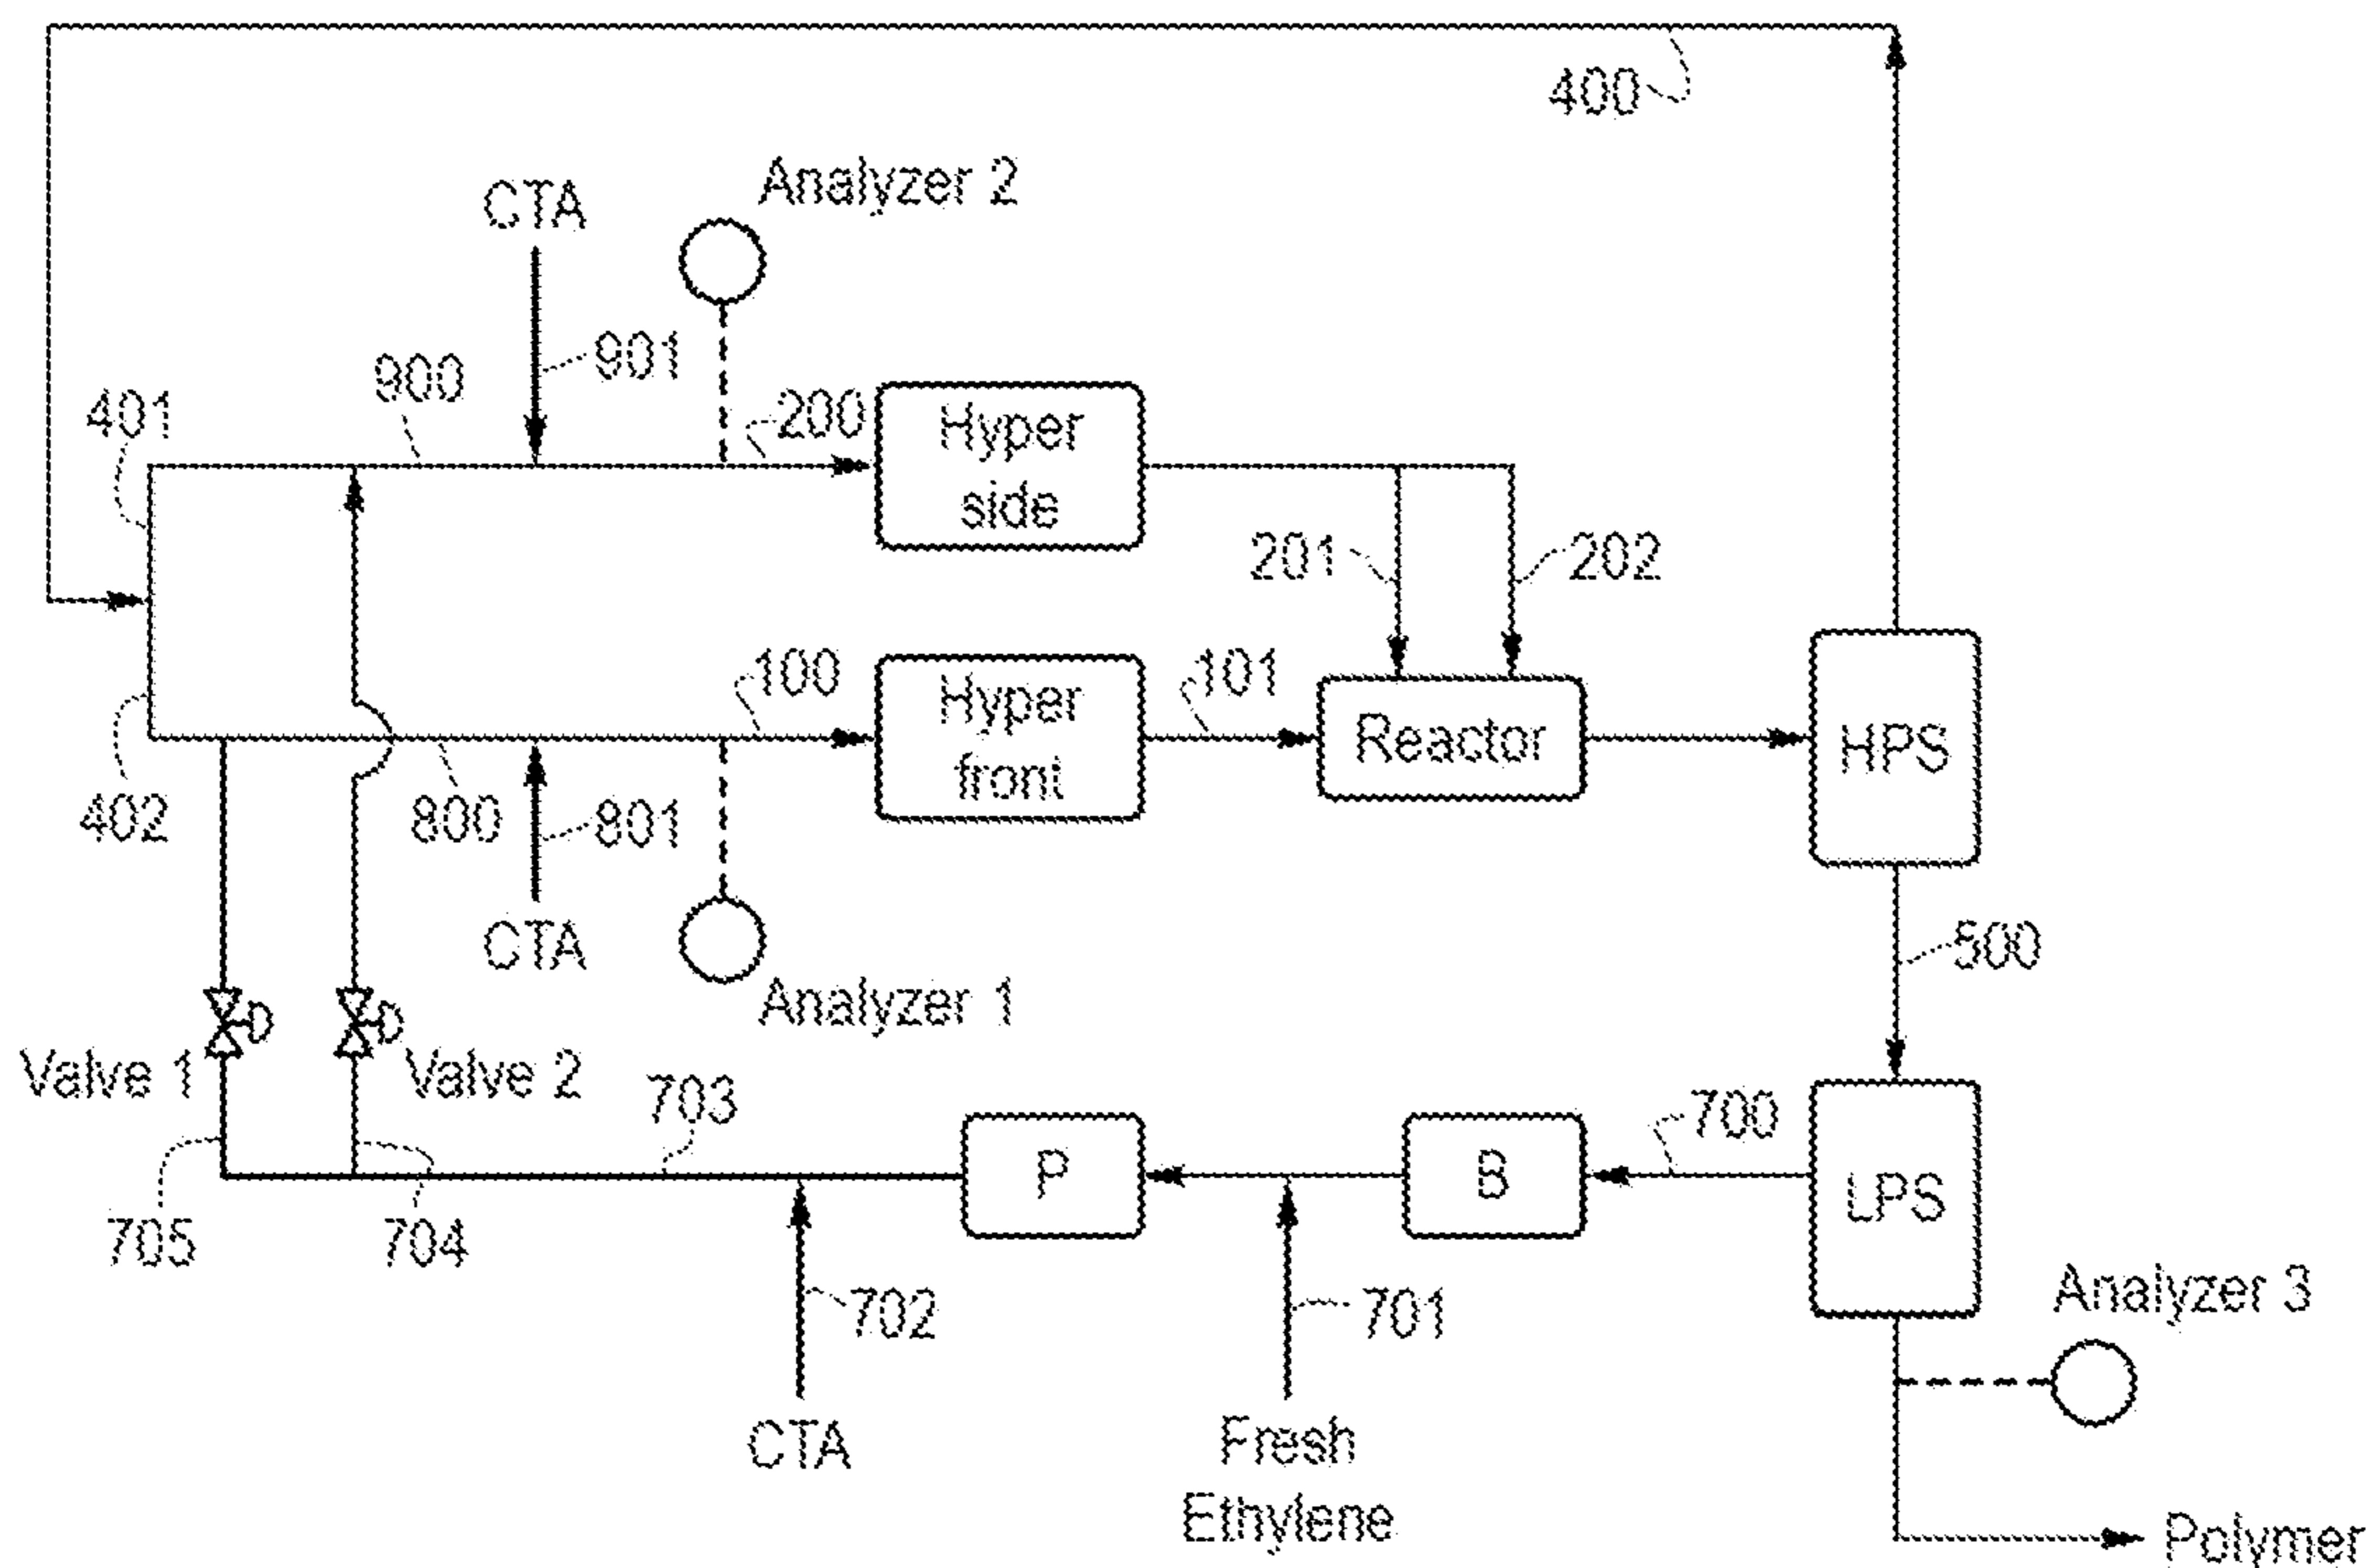 400
Analyzer 2
CTA
901
900
200
401
Hyper
side
201
202
100
Hyper
front
101
Reactor
HPS
402
800
801
CTA
Analyzer 1
500
D
D
Valve 1
Valve 2
703
700
P
B
LPS
705
704
702
701
Analyzer 3
CTA
Fresh
Ethylene
Polymer